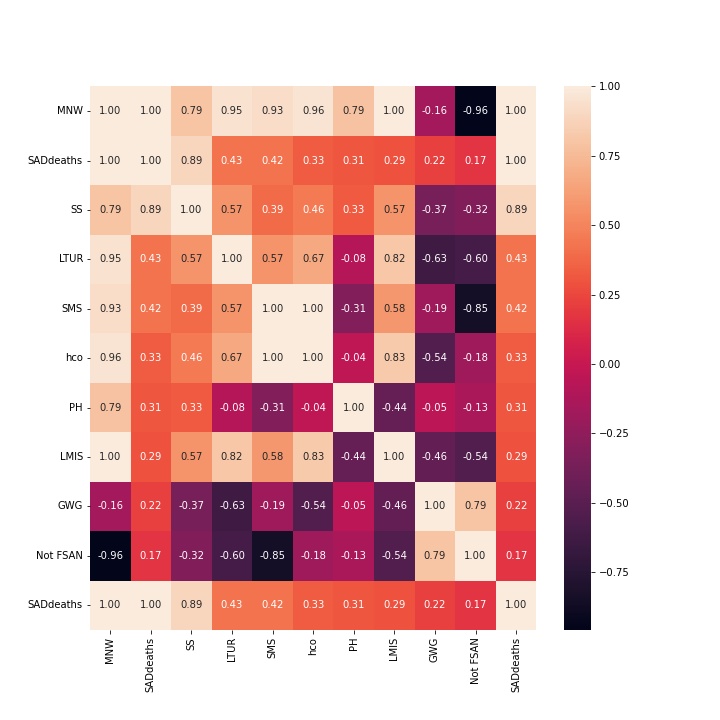 MNW 1.00 1.00 0.79 0.95 0.93 0.96 0.79 1.00 -0.16 -0.96 1.00
SADdeaths 1.00 1.00 0.89 0.43 0.42 0.33 0.31 0.29 0.22 0.17 1.00
SS 0.79 0.89 1.00 0.57 0.39 0.46 0.33 0.57 -0.37 -0.32 0.89
LTUR 0.95 0.43 0.57 1.00 0.57 0.67 -0.08 0.82 -0.63 -0.60 0.43
SMS 0.93 0.42 0.39 0.57 1.00 1.00 -0.31 0.58 -0.19 -0.85 0.42
hco 0.96 0.33 0.46 0.67 1.00 1.00 -0.04 0.83 -0.54 -0.18 0.33
PH 0.79 0.31 0.33 -0.08 -0.31 -0.04 1.00 -0.44 -0.05 -0.13 0.31
LMIS 1.00 0.29 0.57 0.82 0.58 0.83 -0.44 1.00 -0.46 -0.54 0.29
GWG -0.16 0.22 -0.37 -0.63 -0.19 -0.54 -0.05 -0.46 1.00 0.79 0.22
Not FSAN -0.96 0.17 -0.32 -0.60 -0.85 -0.18 -0.13 -0.54 0.79 1.00 0.17
SADdeaths 1.00 1.00 0.89 0.43 0.42 0.33 0.31 0.29 0.22 0.17 1.00
MNW SADdeaths SS LTUR SMS hco PH LMIS GWG Not FSAN SADdeaths
1.00
0.75
0.50
0.25
0.00
−0.25
−0.50
−0.75